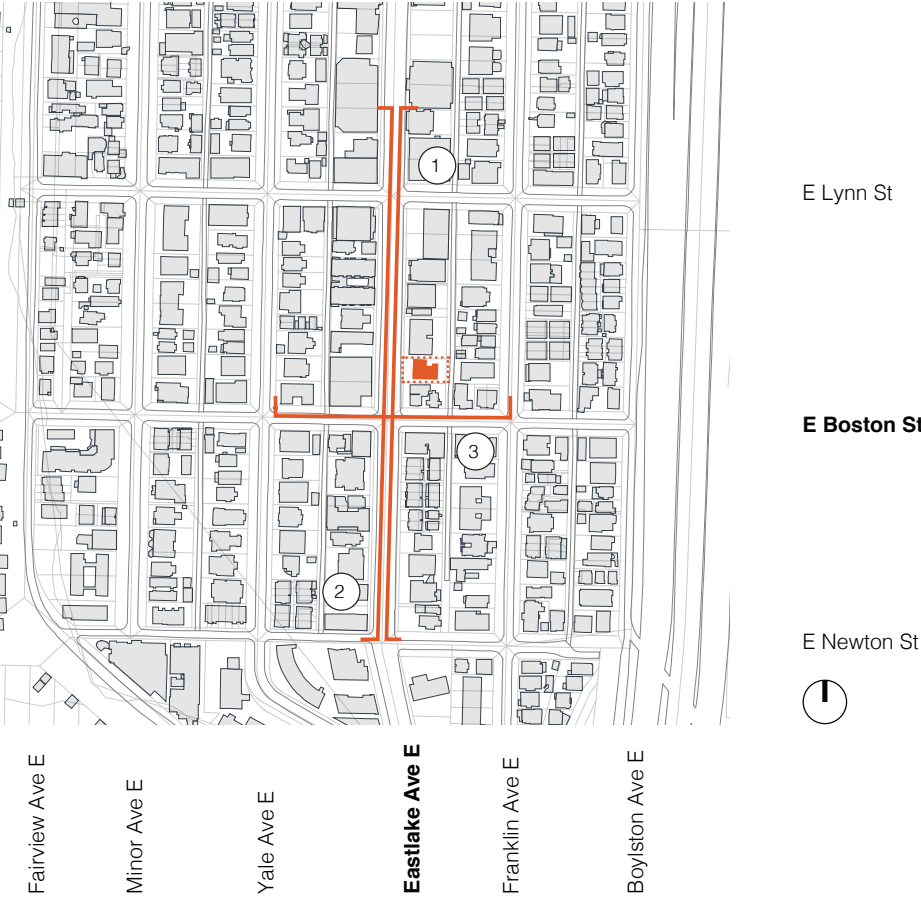 1
E Lynn St
E Boston St
3
2
E Newton St
Fairview Ave E
Minor Ave E
Yale Ave E
Eastlake Ave E
Franklin Ave E
Boylston Ave E